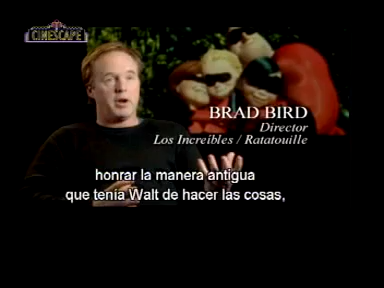 CINESCAPE
BRAD BIRD
Director
Los Increíbles / Ratatouille
honrar la manera antigua
que tenía Walt de hacer las cosas,